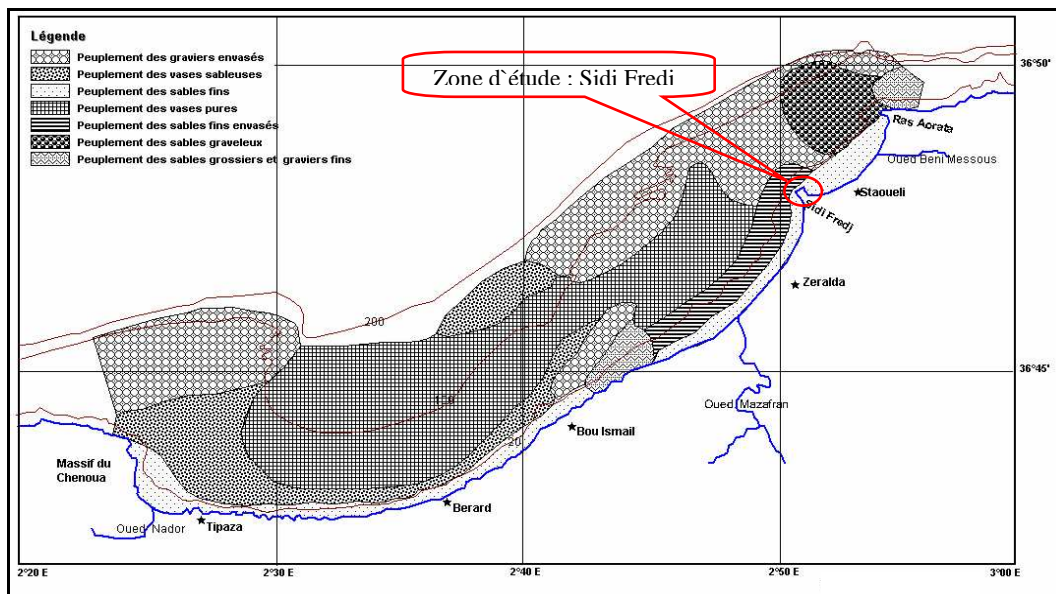 Légende
Peuplement des graviers envasés
Peuplement des vases sableuses
Peuplement des sables fins
Peuplement des vases pures
Peuplement des sables fins envasés
Peuplement des sables graveleux
Peuplement des sables grossiers et graviers fins
Zone d`étude : Sidi Fredi
36°50'
Ras Aorata
Oued Beni Messous
Staoueli
Sidi Fredj
Zeralda
200
36°45'
Oued Mazafran
Bou Ismail
20
Massif du
Chenoua
Berard
Oued Nador
Tipaza
2°20 E
2°30 E
2°40 E
2°50 E
3°00 E